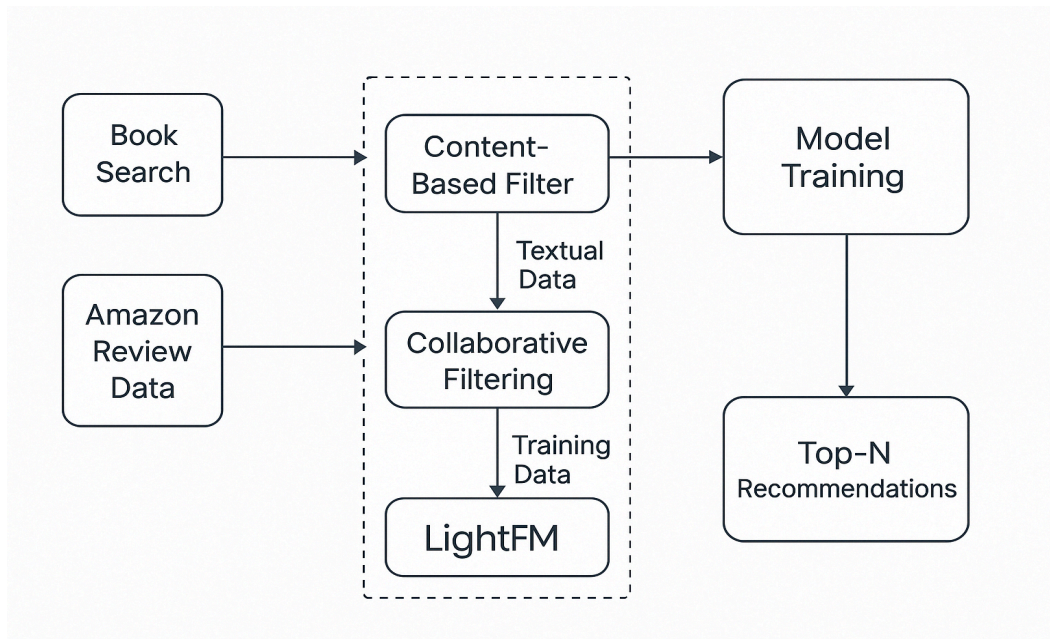 Book
Search
Amazon
Review
Data
Content-
Based Filter
Textual
Data
Collaborative
Filtering
Training
Data
LightFM
Model
Training
Top-N
Recommendations